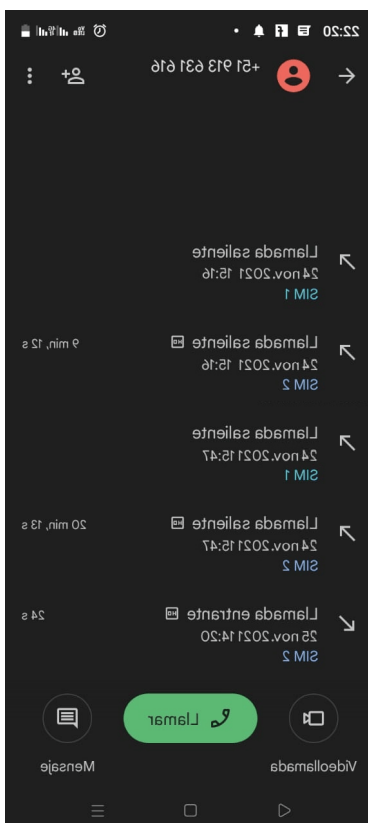 22:20
+51 913 631 616
Llamada saliente
24 nov. 2021 15:16
SIM 1
Llamada saliente HD
9 min, 12 s
24 nov. 2021 15:16
SIM 2
Llamada saliente
24 nov. 2021 15:47
SIM 1
Llamada saliente HD
20 min, 13 s
24 nov. 2021 15:47
SIM 2
Llamada entrante HD
24 s
25 nov. 2021 14:20
SIM 2
Videollamada
Llamar
Mensaje